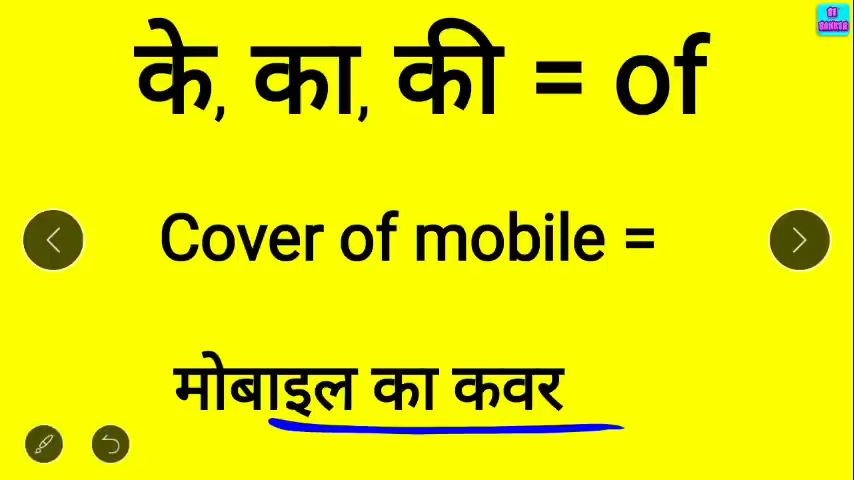 के, का, की = of
Cover of mobile =
मोबाइल का कवर